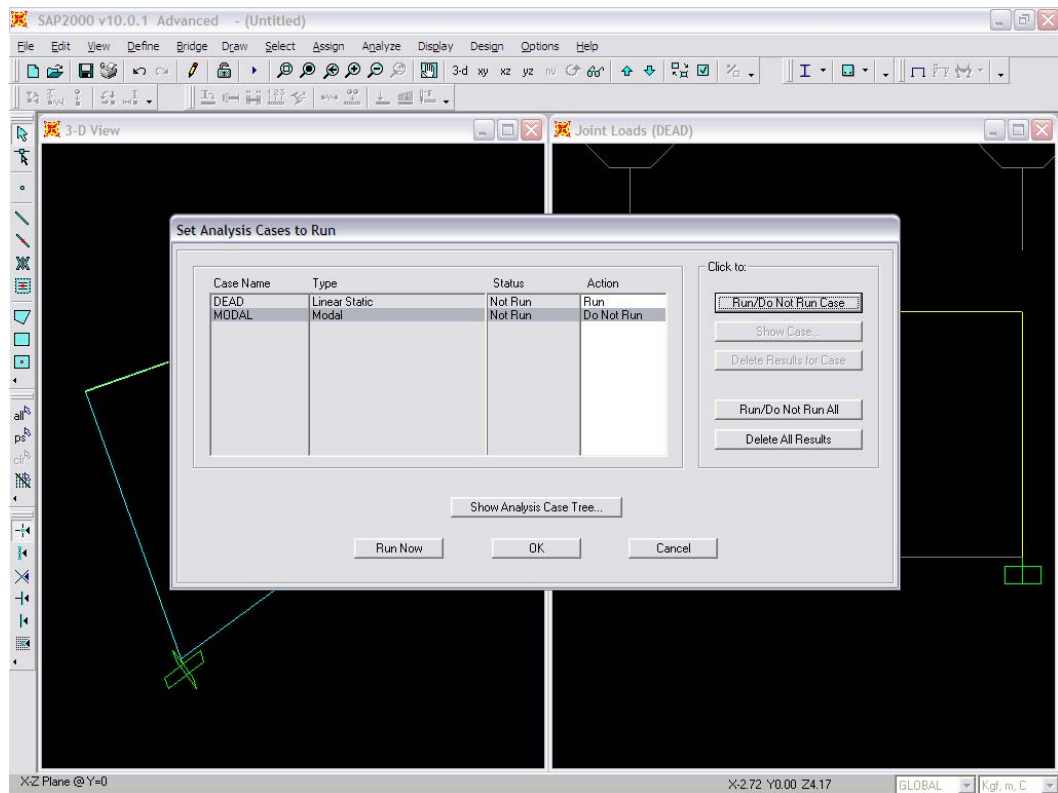 SAP2000 v10.0.1 Advanced - (Untitled)
File Edit View Define Bridge Draw Select Assign Analyze Display Design Options Help
3-d xy xz yz nv
3-D View
Joint Loads (DEAD)
Set Analysis Cases to Run
Case Name Type Status Action
DEAD Linear Static Not Run Run
MODAL Modal Not Run Do Not Run
Click to:
Run/Do Not Run Case
Show Case...
Delete Results for Case
Run/Do Not Run All
Delete All Results
Show Analysis Case Tree...
Run Now OK Cancel
all
ps
clr
X-Z Plane @ Y=0
X-2.72 Y0.00 Z4.17
GLOBAL
Kgf, m, C